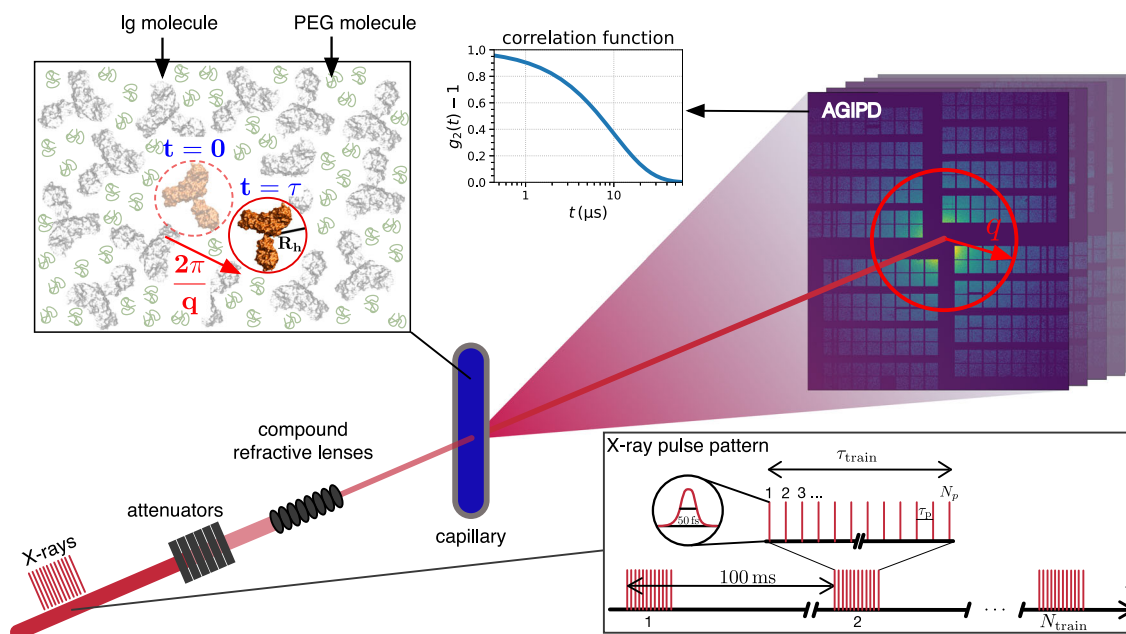 Ig molecule
PEG molecule
t = 0
t = τ
R_h
2π
q
correlation function
g_2(t) − 1
1.0
0.8
0.6
0.4
0.2
0.0
1
10
t (μs)
AGIPD
q
X-rays
attenuators
compound
refractive lenses
capillary
X-ray pulse pattern
τ_train
1 2 3 ... N_p
50 fs
τ_p
100 ms
1
2
...
N_train